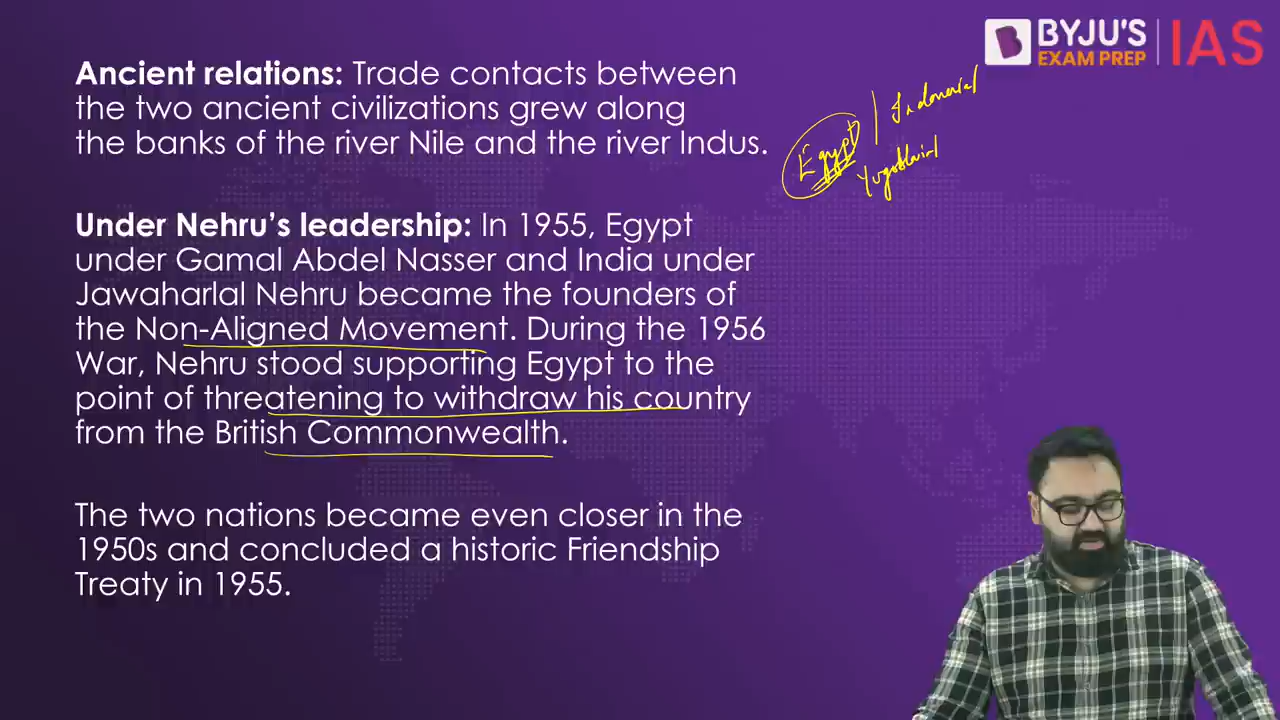 BYJU'S
EXAM PREP
IAS
Ancient relations: Trade contacts between
the two ancient civilizations grew along
the banks of the river Nile and the river Indus.
Egypt
Indonesia
Yugoslavia
Under Nehru's leadership: In 1955, Egypt
under Gamal Abdel Nasser and India under
Jawaharlal Nehru became the founders of
the Non-Aligned Movement. During the 1956
War, Nehru stood supporting Egypt to the
point of threatening to withdraw his country
from the British Commonwealth.
The two nations became even closer in the
1950s and concluded a historic Friendship
Treaty in 1955.